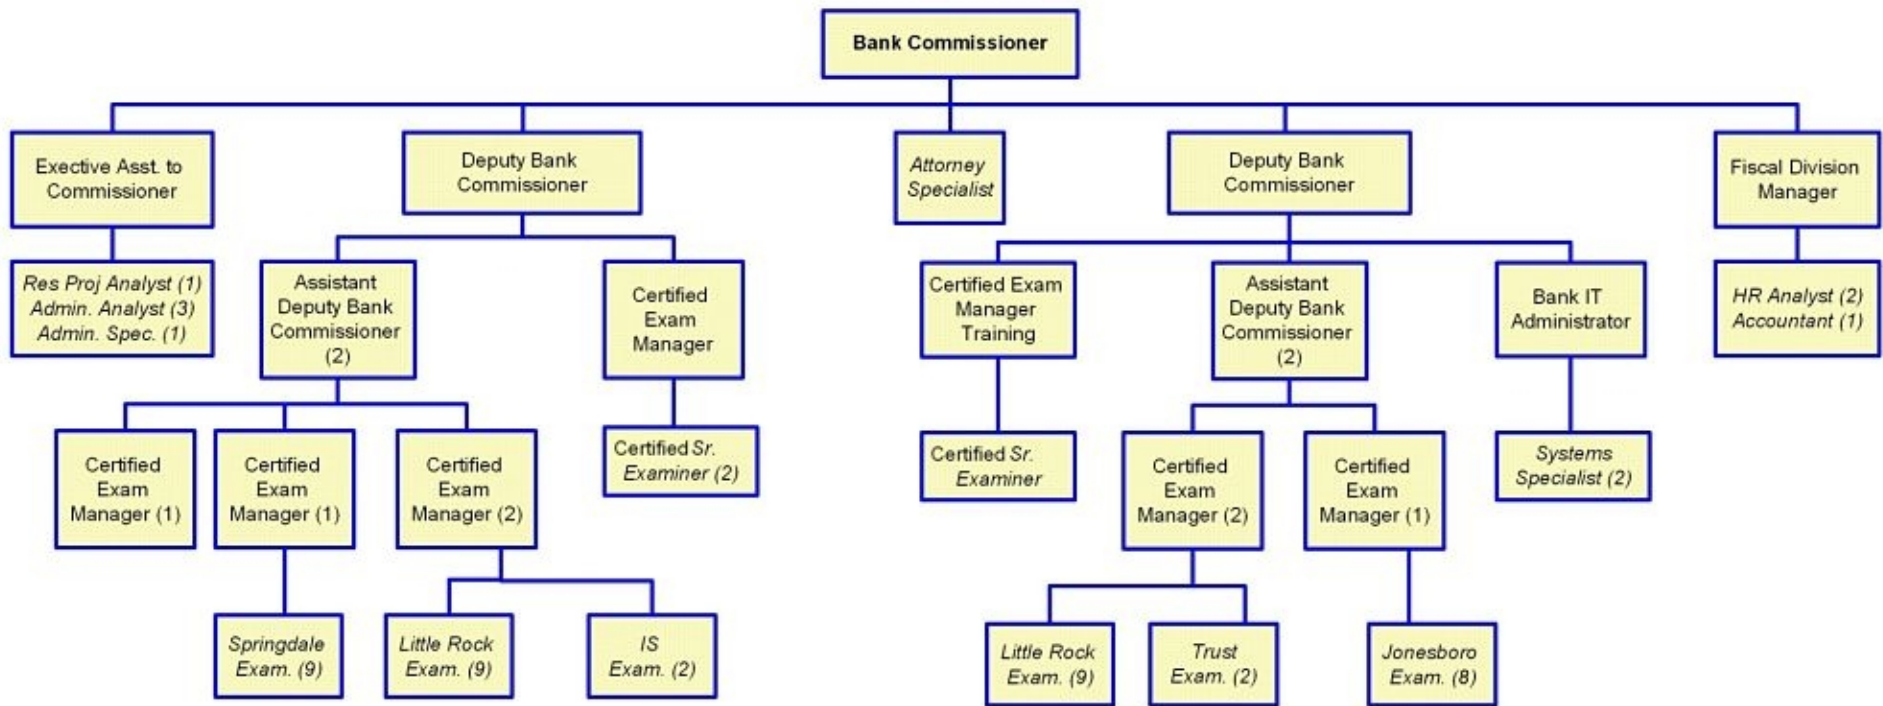 Bank Commissioner
Exective Asst. to
Commissioner
Deputy Bank
Commissioner
Attorney
Specialist
Deputy Bank
Commissioner
Fiscal Division
Manager
Res Proj Analyst (1)
Admin. Analyst (3)
Admin. Spec. (1)
Assistant
Deputy Bank
Commissioner
(2)
Certified
Exam
Manager
Certified Exam
Manager
Training
Assistant
Deputy Bank
Commissioner
(2)
Bank IT
Administrator
HR Analyst (2)
Accountant (1)
Certified
Exam
Manager (1)
Certified
Exam
Manager (1)
Certified
Exam
Manager (2)
Certified Sr.
Examiner (2)
Certified Sr.
Examiner
Certified
Exam
Manager (2)
Certified
Exam
Manager (1)
Systems
Specialist (2)
Springdale
Exam. (9)
Little Rock
Exam. (9)
IS
Exam. (2)
Little Rock
Exam. (9)
Trust
Exam. (2)
Jonesboro
Exam. (8)